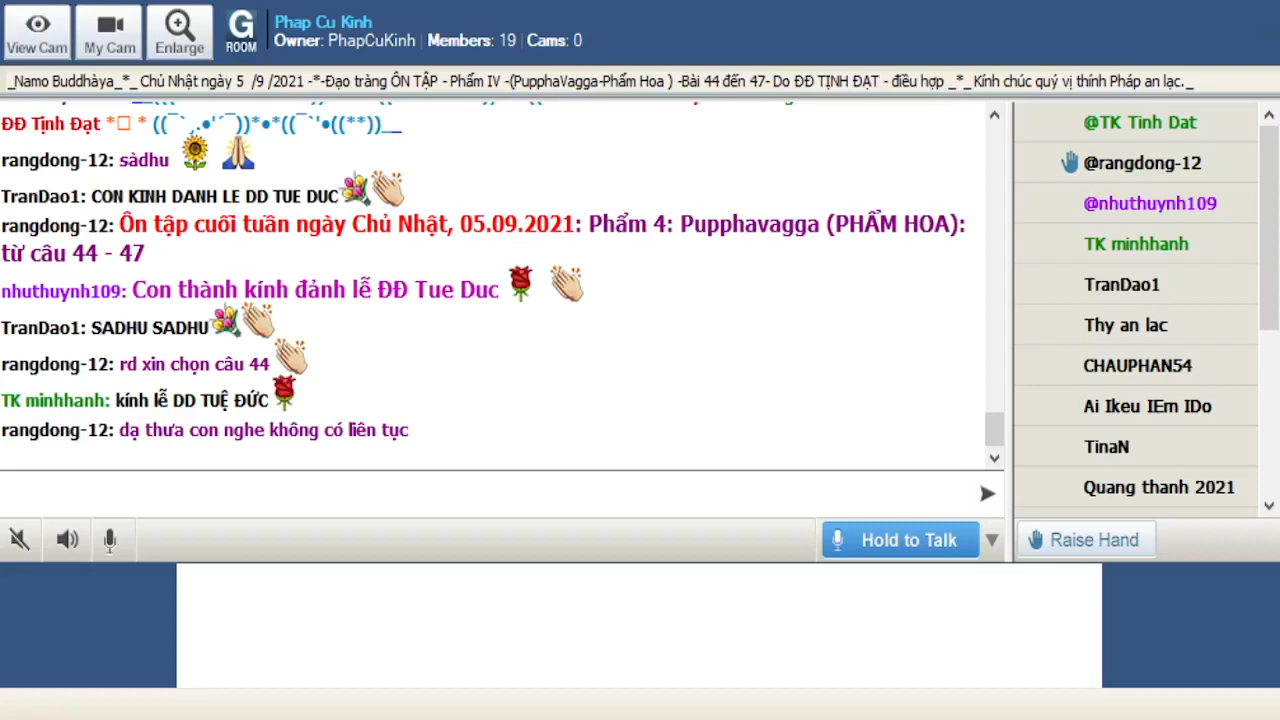 View Cam
My Cam
Enlarge
G
ROOM
Phap Cu Kinh
Owner: PhapCuKinh | Members: 19 | Cams: 0
_Namo Buddhàya_*_ Chủ Nhật ngày 5 /9 /2021 -*-Đạo tràng ÔN TẬP - Phẩm IV -(PupphaVagga-Phẩm Hoa ) -Bài 44 đến 47- Do ĐĐ TỊNH ĐẠT - điều hợp _*_ Kính chúc quý vị thính Pháp an lạc._
ĐĐ Tịnh Đạt
rangdong-12: sàdhu
TranDao1: CON KINH DANH LE DD TUE DUC
rangdong-12: Ôn tập cuối tuần ngày Chủ Nhật, 05.09.2021: Phẩm 4: Pupphavagga (PHẨM HOA):
từ câu 44 - 47
nhuthuynh109: Con thành kính đảnh lễ ĐĐ Tue Duc
TranDao1: SADHU SADHU
rangdong-12: rd xin chọn câu 44
TK minhhanh: kính lễ DD TUỆ ĐỨC
rangdong-12: dạ thưa con nghe không có liên tục
Hold to Talk
@TK Tinh Dat
@rangdong-12
@nhuthuynh109
TK minhhanh
TranDao1
Thy an lac
CHAUPHAN54
Ai Ikeu IEm IDo
TinaN
Quang thanh 2021
Raise Hand